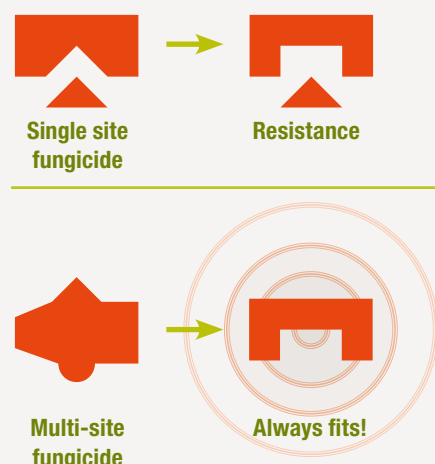 Single site
fungicide
Resistance
Multi-site
fungicide
Always fits!